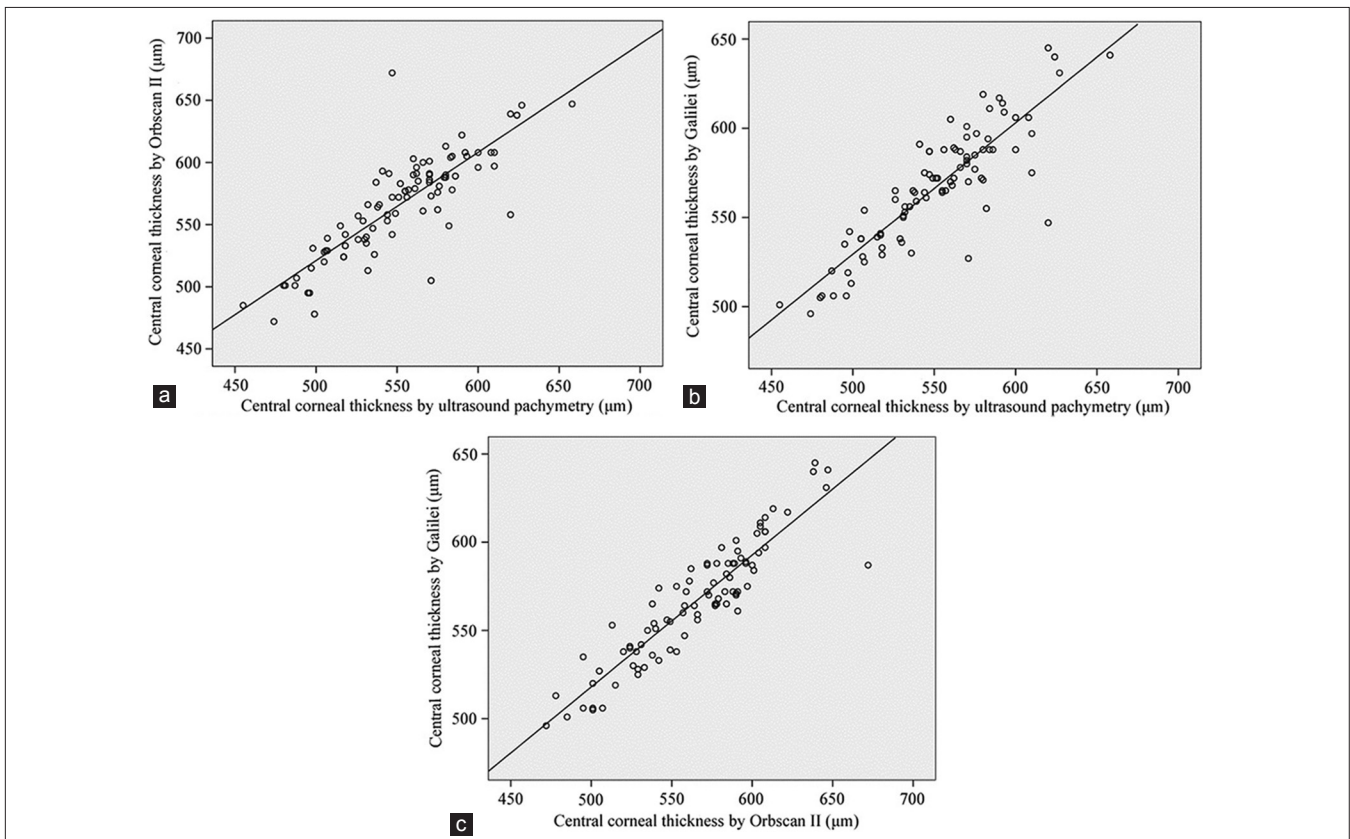 Central corneal thickness by Orbscan II (μm)
700
650
600
550
500
450
450 500 550 600 650 700
Central corneal thickness by ultrasound pachymetry (μm)
a
Central corneal thickness by Galilei (μm)
650
600
550
500
450 500 550 600 650 700
Central corneal thickness by ultrasound pachymetry (μm)
b
Central corneal thickness by Galilei (μm)
650
600
550
500
450 500 550 600 650 700
Central corneal thickness by Orbscan II (μm)
c